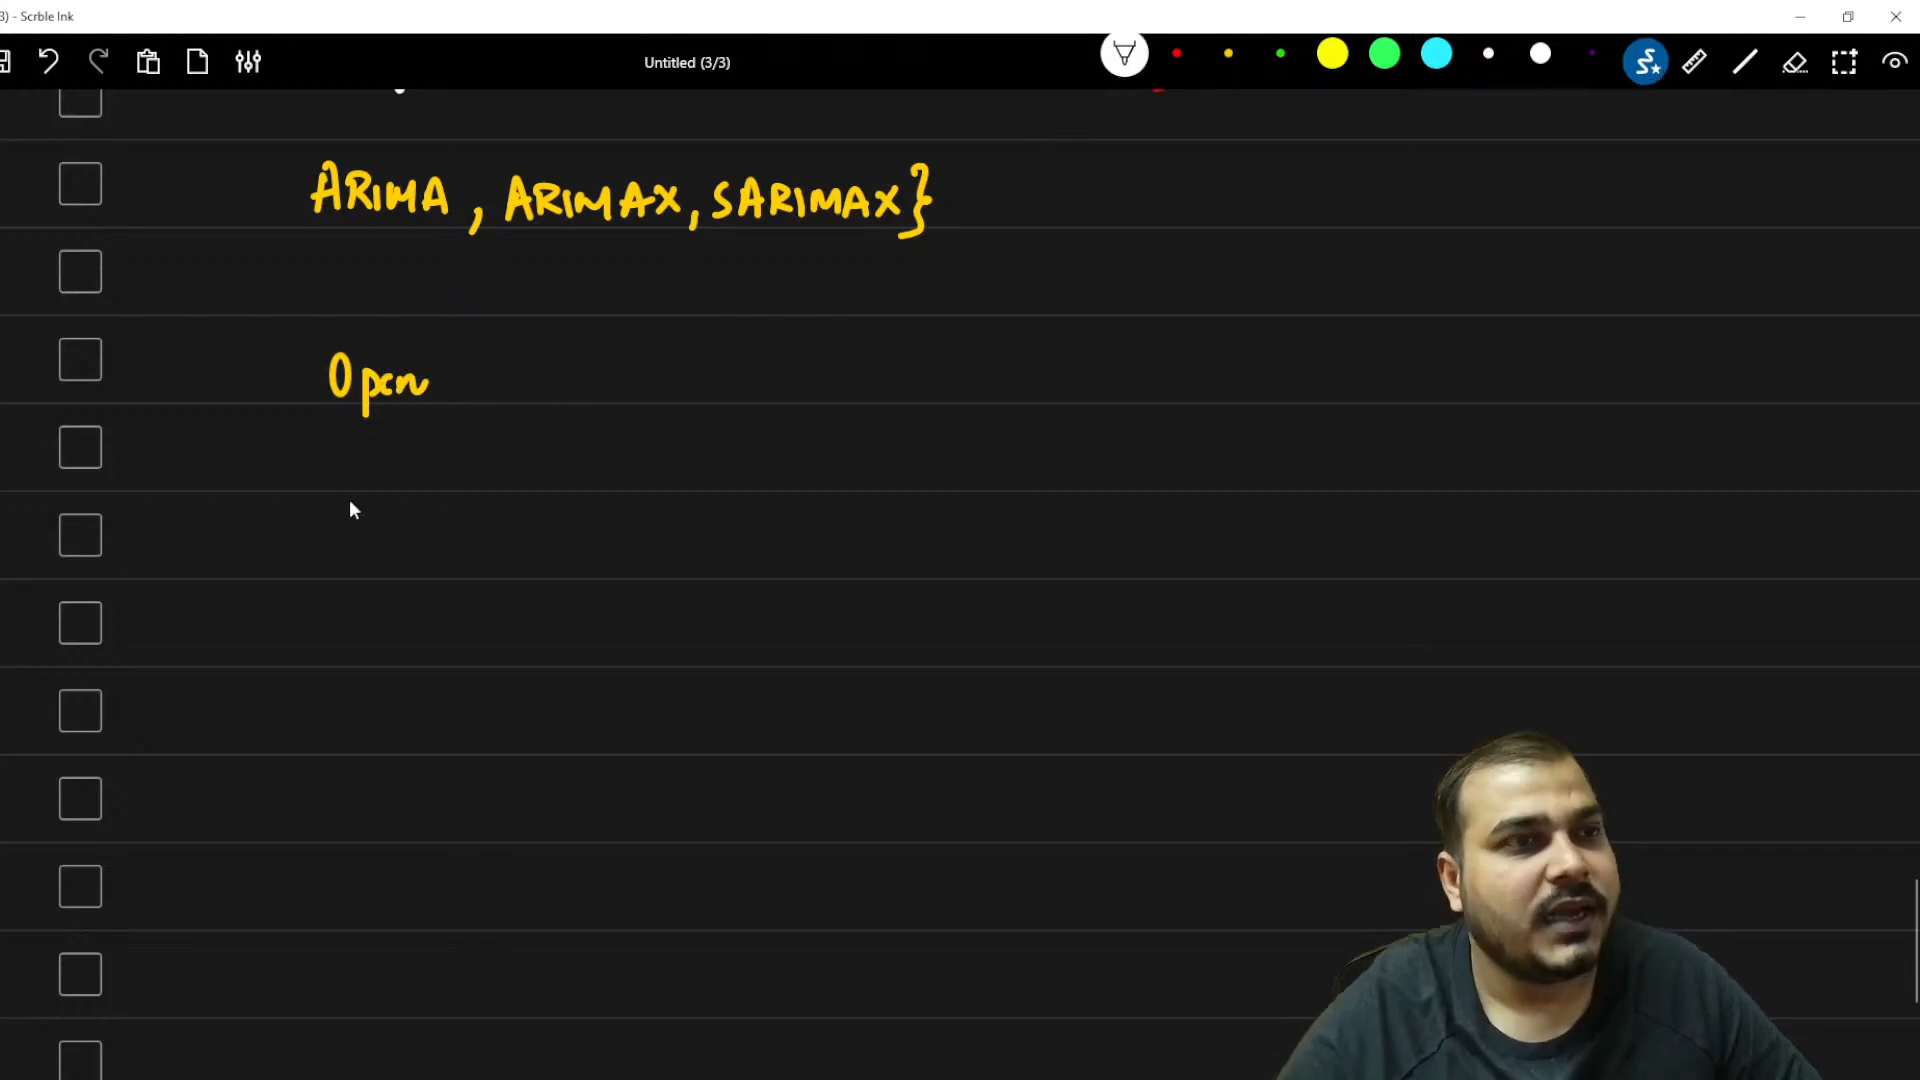 3) - Scrble Ink
Untitled (3/3)
ARIMA , ARIMAX, SARIMAX}
Open